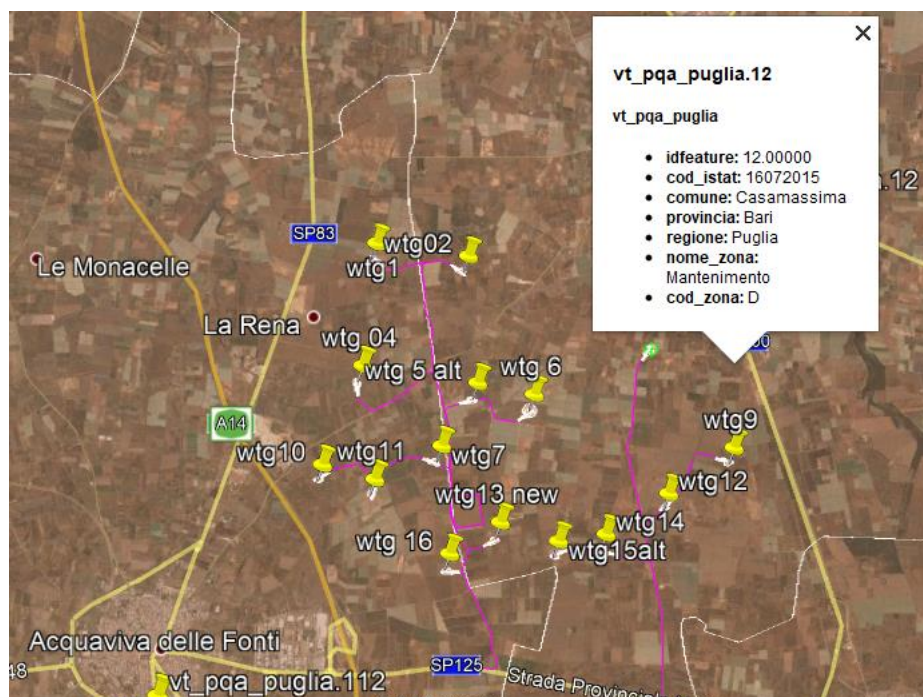 vt_pqa_puglia.12
vt_pqa_puglia
idfeature: 12.00000
cod_istat: 16072015
comune: Casamassima
provincia: Bari
regione: Puglia
nome_zona:
Mantenimento
cod_zona: D
.12
SP83
wtg02
wtg1
Le Monacelle
La Rena
wtg 04
wtg 5 alt
wtg 6
A14
wtg9
wtg10
wtg11
wtg7
wtg12
wtg13 new
wtg14
wtg 16
wtg15alt
Acquaviva delle Fonti
48
SP125
Strada Provincial
vt_pqa_puglia.112